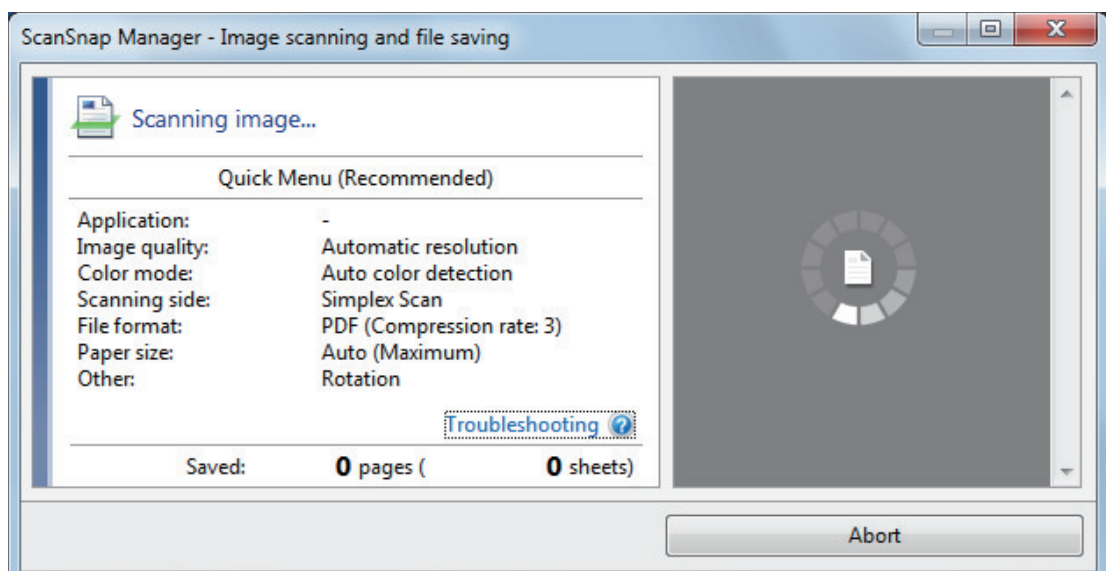 ScanSnap Manager - Image scanning and file saving
Scanning image...
Quick Menu (Recommended)
Application: -
Image quality: Automatic resolution
Color mode: Auto color detection
Scanning side: Simplex Scan
File format: PDF (Compression rate: 3)
Paper size: Auto (Maximum)
Other: Rotation
Troubleshooting ?
Saved: 0 pages ( 0 sheets)
Abort